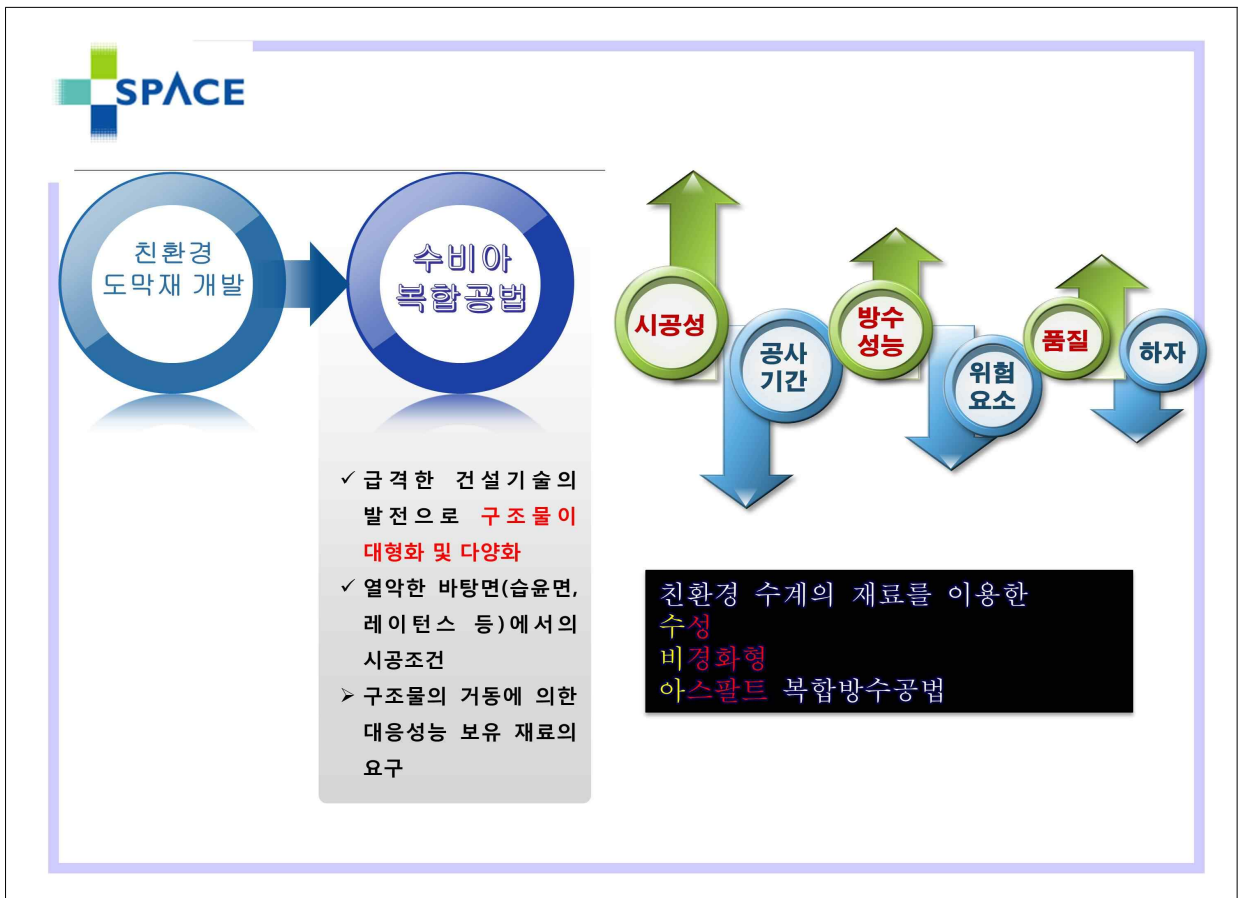 SPACE
친환경
도막재 개발
수비아
복합공법
급격한 건설기술의
발전으로 구조물이
대형화 및 다양화
열악한 바탕면(습윤면,
레이턴스 등)에서의
시공조건
구조물의 거동에 의한
대응성능 보유 재료의
요구
시공성
공사
기간
방수
성능
위험
요소
품질
하자
친환경 수계의 재료를 이용한
수성
비경화형
아스팔트 복합방수공법